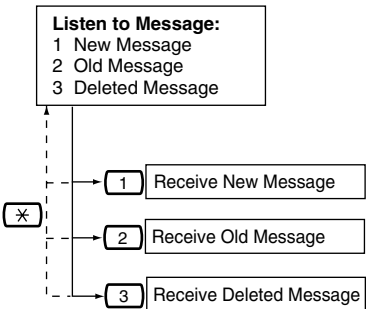 Listen to Message:
1 New Message
2 Old Message
3 Deleted Message
1 Receive New Message
2 Receive Old Message
3 Receive Deleted Message